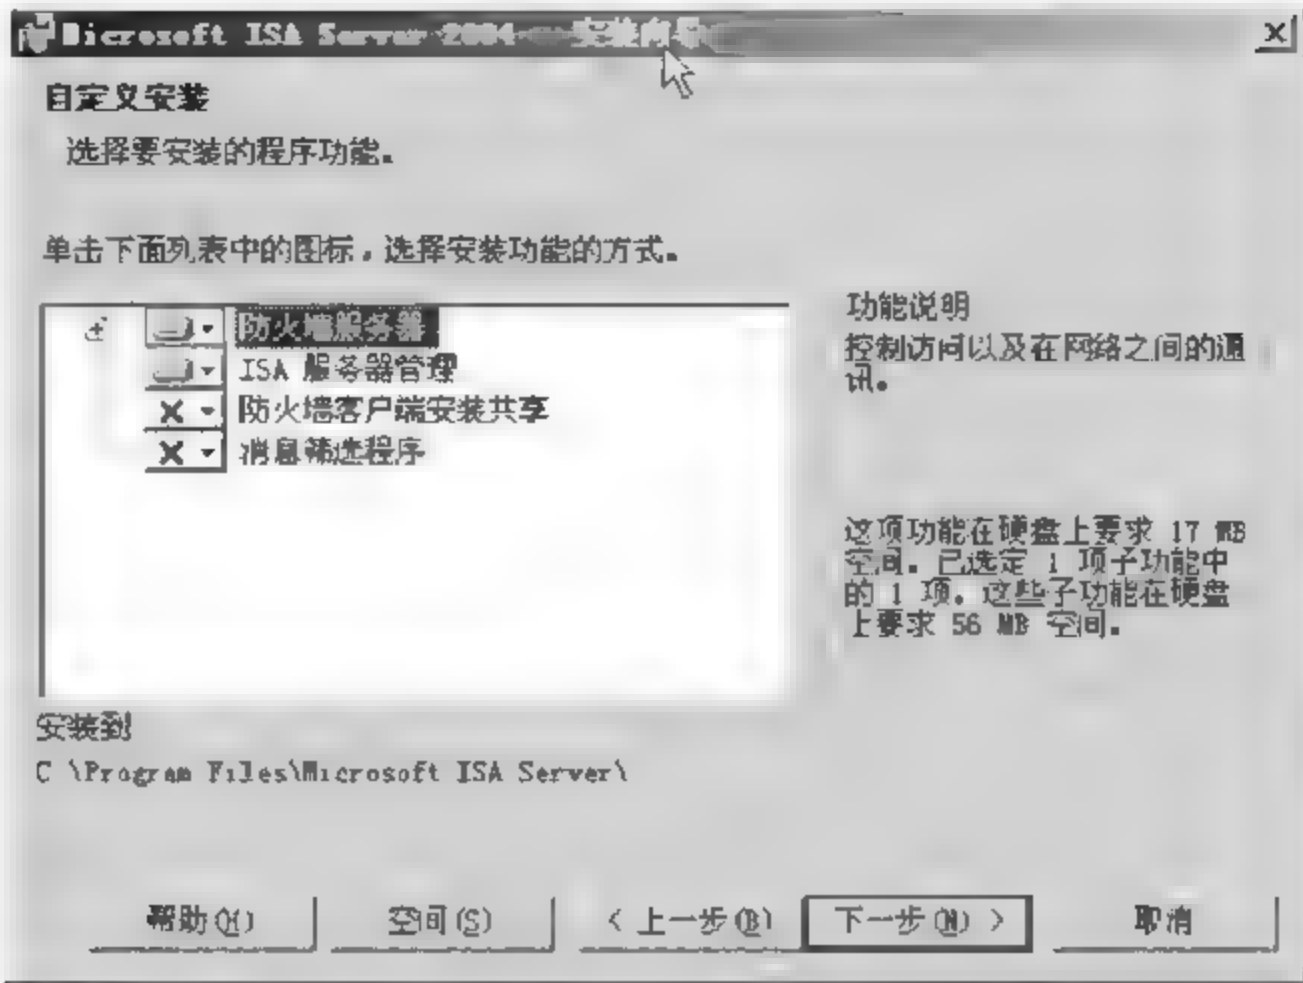 Microsoft ISA Server 2004 - 安装向导
自定义安装
选择要安装的程序功能。
单击下面列表中的图标，选择安装功能的方式。
防火墙服务器
ISA 服务器管理
防火墙客户端安装共享
消息筛选程序
功能说明
控制访问以及在网络之间的通
讯。
这项功能在硬盘上要求 17 MB
空间。已选定 1 项子功能中
的 1 项。这些子功能在硬盘
上要求 56 MB 空间。
安装到
C:\Program Files\Microsoft ISA Server\
帮助(H)
空间(S)
< 上一步(B)
下一步(N) >
取消